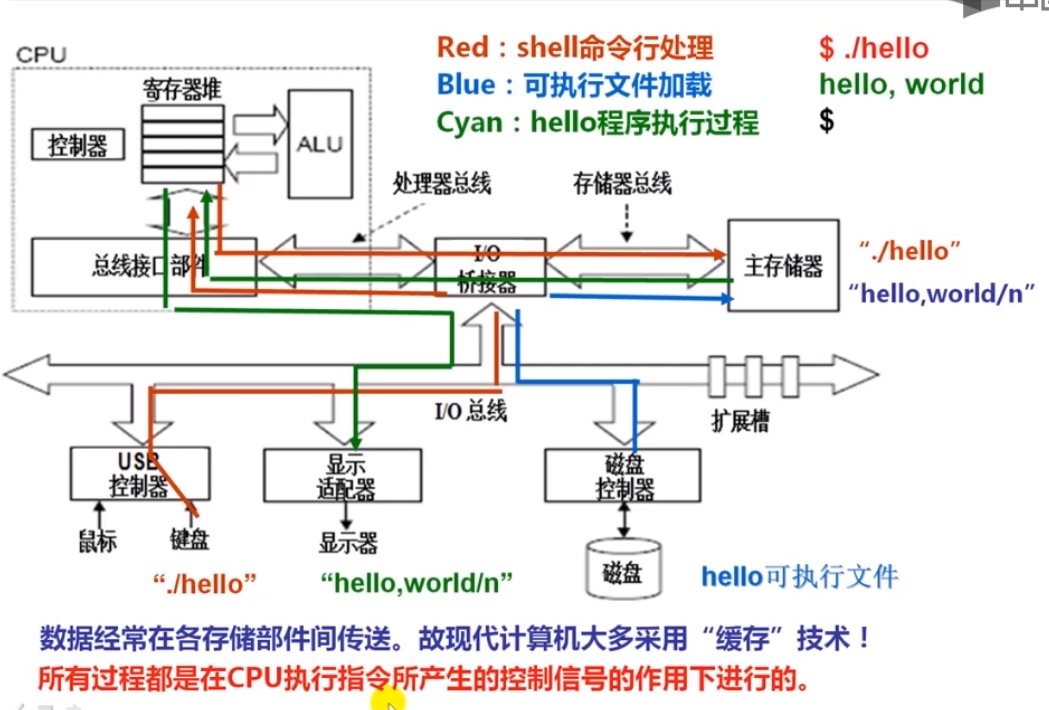 CPU
Red：shell命令行处理
$ ./hello
Blue：可执行文件加载
hello, world
Cyan：hello程序执行过程
$
寄存器堆
控制器
ALU
处理器总线
存储器总线
总线接口部件
I/O
桥接器
主存储器
“./hello”
“hello,world/n”
I/O 总线
扩展槽
USB
控制器
显示
适配器
磁盘
控制器
鼠标
键盘
显示器
磁盘
“./hello”
“hello,world/n”
hello可执行文件
数据经常在各存储部件间传送。故现代计算机大多采用“缓存”技术！
所有过程都是在CPU执行指令所产生的控制信号的作用下进行的。